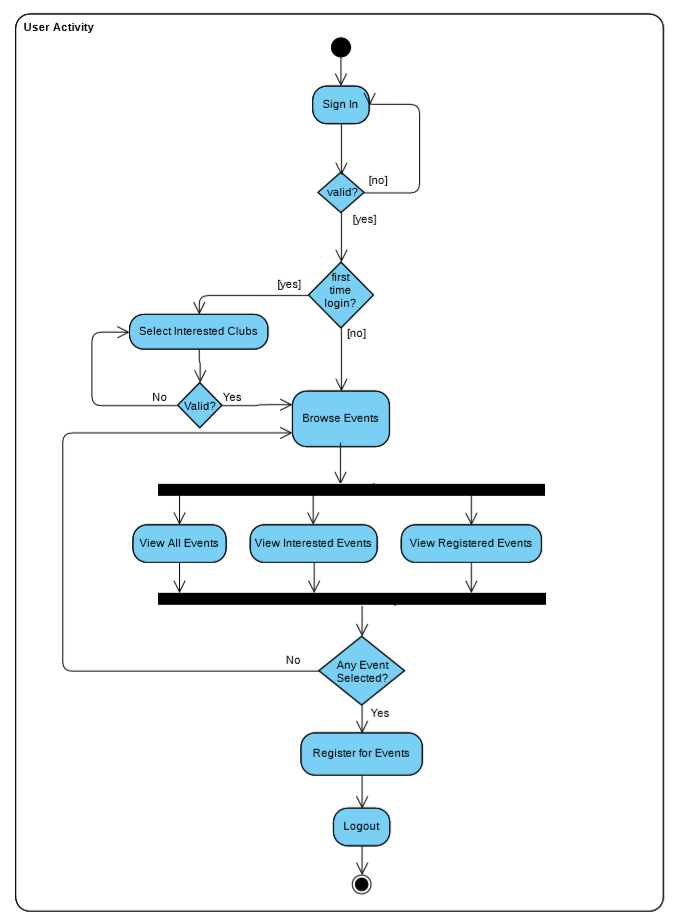 User Activity
Sign In
valid?
[no]
[yes]
first
time
login?
[yes]
[no]
Select Interested Clubs
Valid?
No
Yes
Browse Events
View All Events
View Interested Events
View Registered Events
Any Event
Selected?
No
Yes
Register for Events
Logout